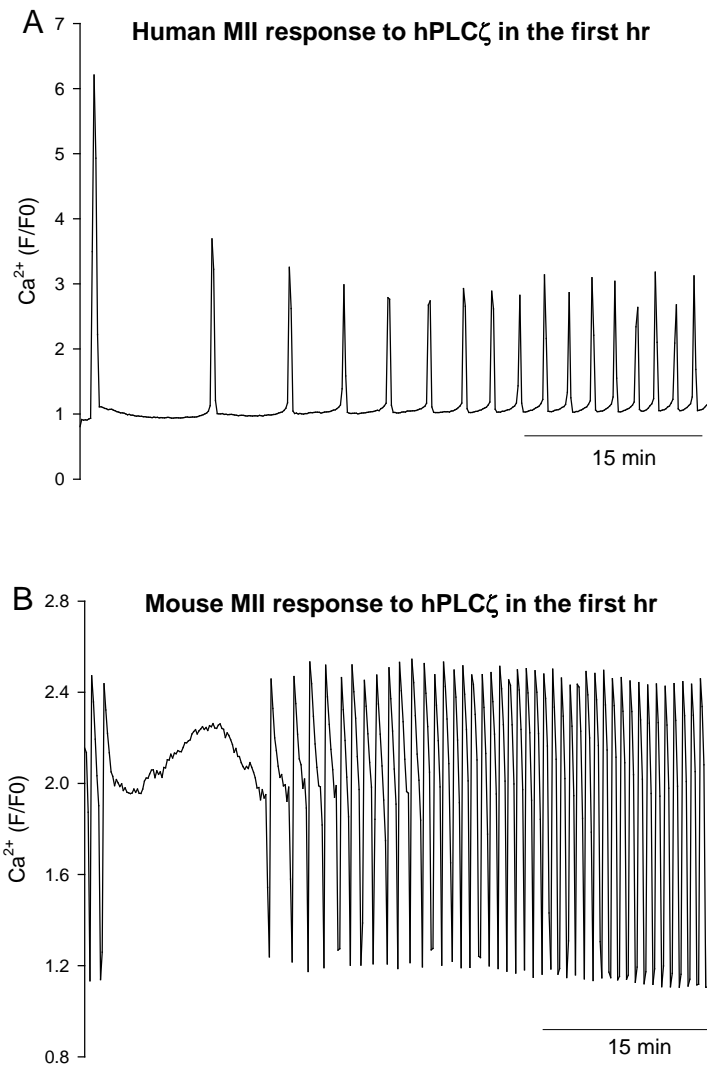 A
Human MII response to hPLCζ in the first hr
7
6
5
4
3
2
1
0
Ca²⁺ (F/F0)
15 min
B
Mouse MII response to hPLCζ in the first hr
2.8
2.4
2.0
1.6
1.2
0.8
Ca²⁺ (F/F0)
15 min